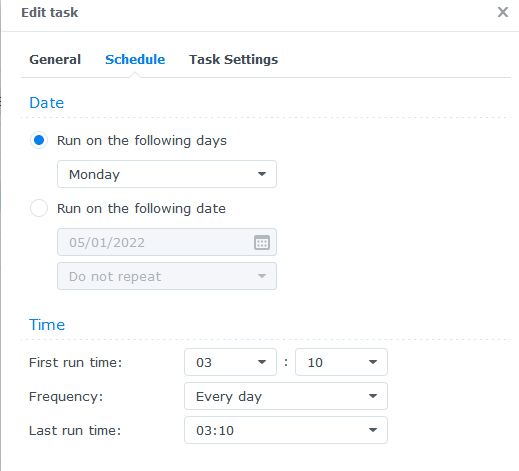 Edit task
General Schedule Task Settings
Date
Run on the following days
Monday
Run on the following date
05/01/2022
Do not repeat
Time
First run time: 03 : 10
Frequency: Every day
Last run time: 03:10